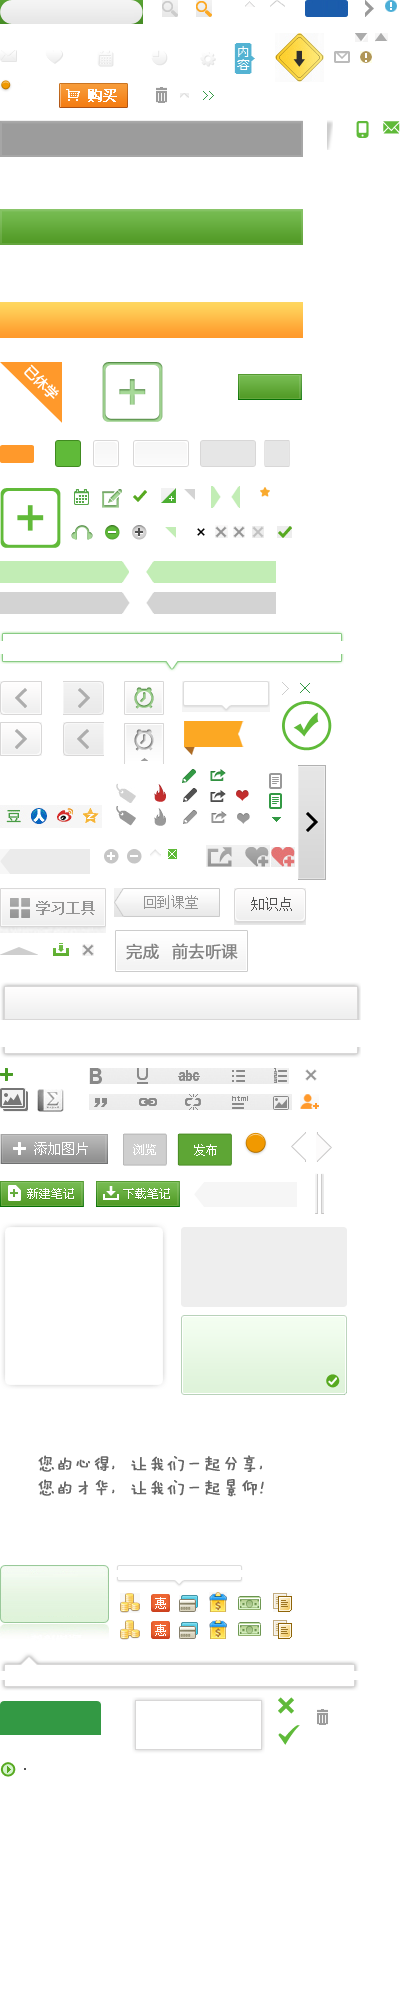 内容
购买
已休学
豆
学习工具
回到课堂
知识点
完成 前去听课
B U abc
html
添加图片
浏览
发布
新建笔记
下载笔记
您的心得, 让我们一起分享,
您的才华, 让我们一起景仰!
惠
惠